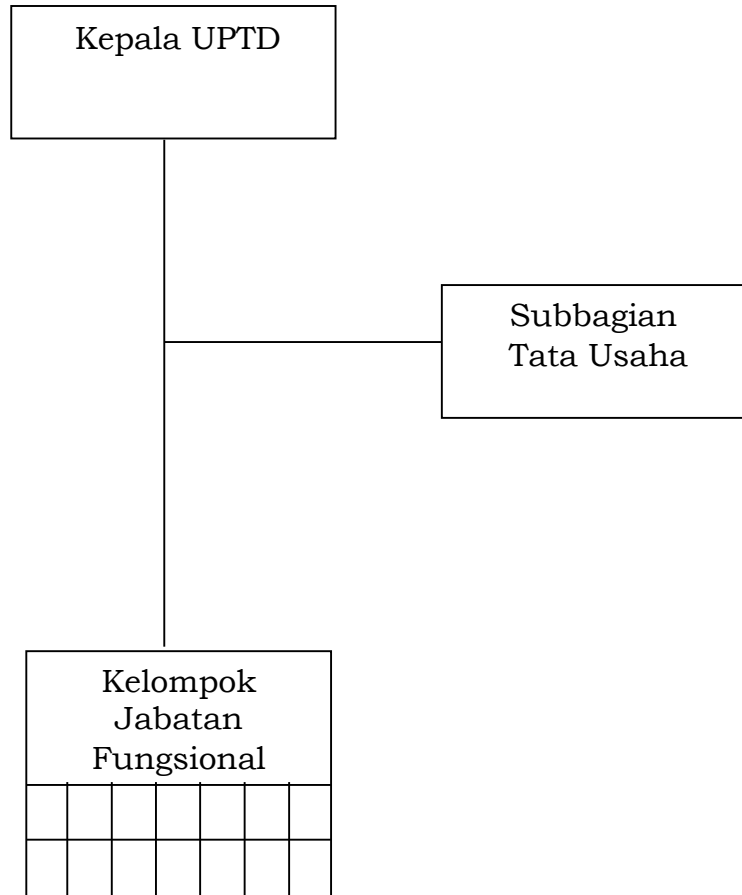 Kepala UPTD
Subbagian
Tata Usaha
Kelompok
Jabatan
Fungsional